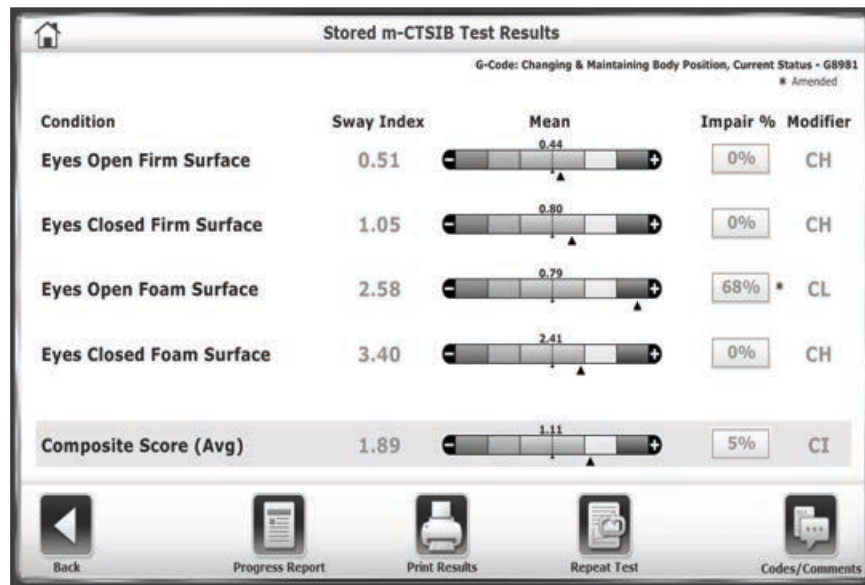 Stored m-CTSIB Test Results
G-Code: Changing & Maintaining Body Position, Current Status - G8981
* Amended
Condition Sway Index Mean Impair % Modifier
0.44
Eyes Open Firm Surface 0.51 0% CH
0.80
Eyes Closed Firm Surface 1.05 0% CH
0.79
Eyes Open Foam Surface 2.58 68% * CL
2.41
Eyes Closed Foam Surface 3.40 0% CH
1.11
Composite Score (Avg) 1.89 5% CI
Back Progress Report Print Results Repeat Test Codes/Comments